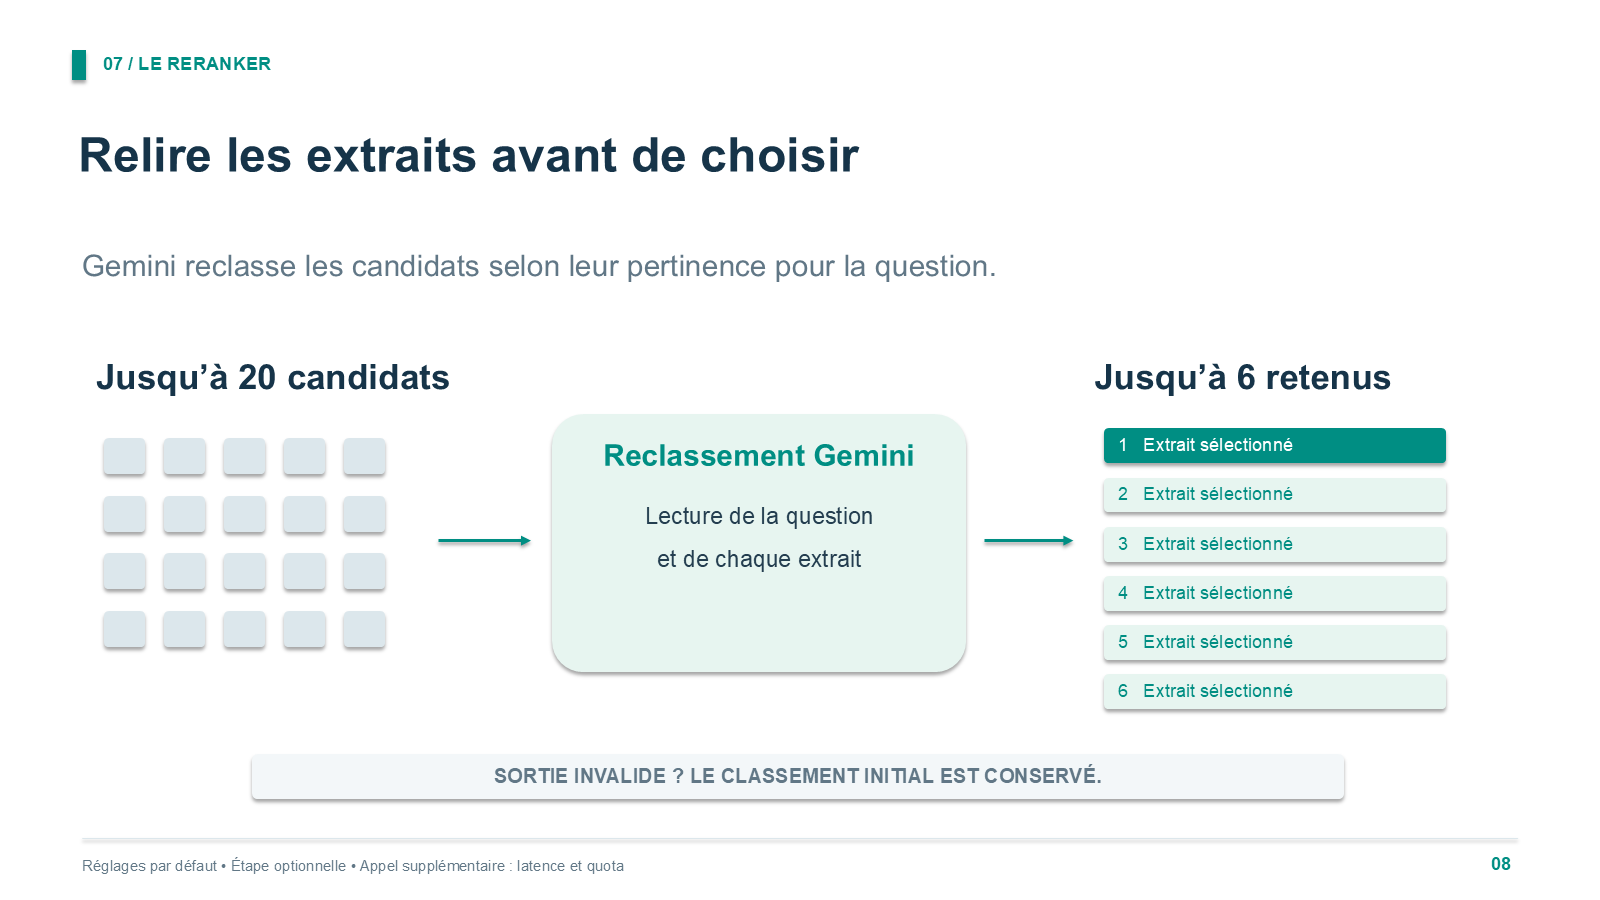 07 / LE RERANKER
Relire les extraits avant de choisir
Gemini reclasse les candidats selon leur pertinence pour la question.
Jusqu’à 20 candidats
Reclassement Gemini
Lecture de la question
et de chaque extrait
Jusqu’à 6 retenus
1 Extrait sélectionné
2 Extrait sélectionné
3 Extrait sélectionné
4 Extrait sélectionné
5 Extrait sélectionné
6 Extrait sélectionné
SORTIE INVALIDE ? LE CLASSEMENT INITIAL EST CONSERVÉ.
Réglages par défaut • Étape optionnelle • Appel supplémentaire : latence et quota
08